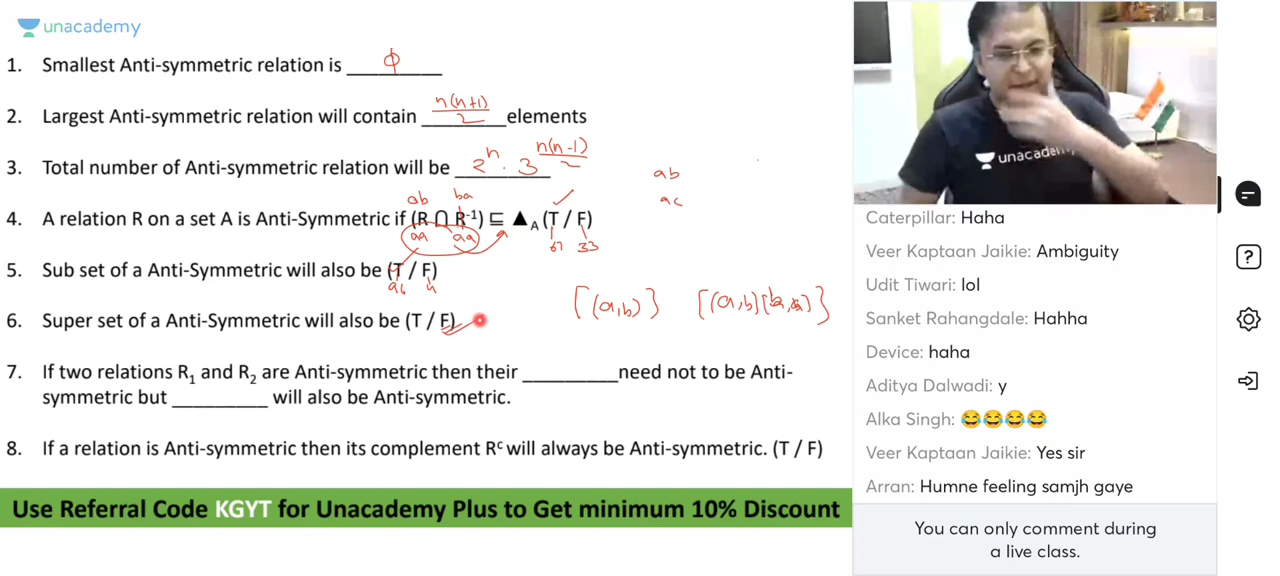 unacademy
1. Smallest Anti-symmetric relation is ϕ
2. Largest Anti-symmetric relation will contain n(n+1)/2 elements
3. Total number of Anti-symmetric relation will be 2ⁿ · 3^(n(n-1)/2)
ab
ac
ab ba
4. A relation R on a set A is Anti-Symmetric if (R ⋂ R⁻¹) ⊑ ▲A (T / F)
aa aa
67 33
5. Sub set of a Anti-Symmetric will also be (T / F)
{(a,b)}
6. Super set of a Anti-Symmetric will also be (T / F)
7. If two relations R₁ and R₂ are Anti-symmetric then their _________need not to be Anti-
symmetric but _________ will also be Anti-symmetric.
8. If a relation is Anti-symmetric then its complement Rᶜ will always be Anti-symmetric. (T / F)
Use Referral Code KGYT for Unacademy Plus to Get minimum 10% Discount
unacademy
Caterpillar: Haha
Veer Kaptaan Jaikie: Ambiguity
Udit Tiwari: lol
Sanket Rahangdale: Hahha
Device: haha
Aditya Dalwadi: y
Alka Singh: 😂😂😂😂
Veer Kaptaan Jaikie: Yes sir
Arran: Humne feeling samjh gaye
You can only comment during
a live class.